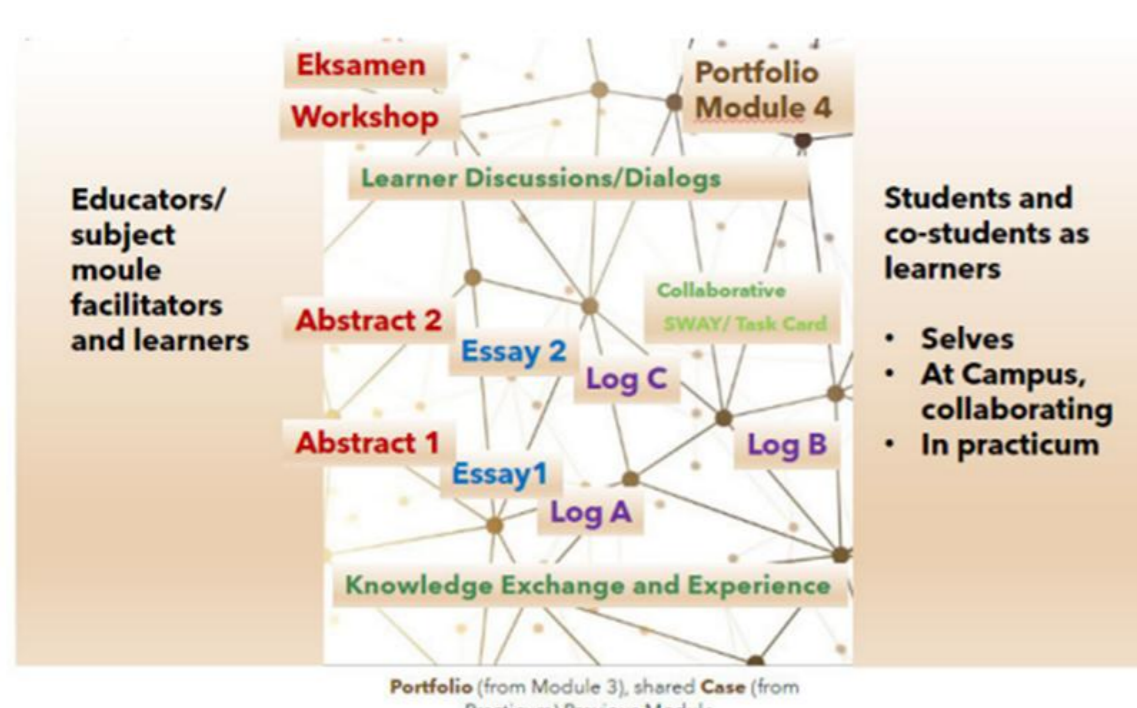 Eksamen
Workshop
Portfolio
Module 4
Learner Discussions/Dialogs
Educators/
subject
moule
facilitators
and learners
Students and
co-students as
learners
• Selves
• At Campus,
collaborating
• In practicum
Collaborative
SWAY/ Task Card
Abstract 2
Essay 2
Log C
Abstract 1
Essay1
Log B
Log A
Knowledge Exchange and Experience
Portfolio (from Module 3), shared Case (from